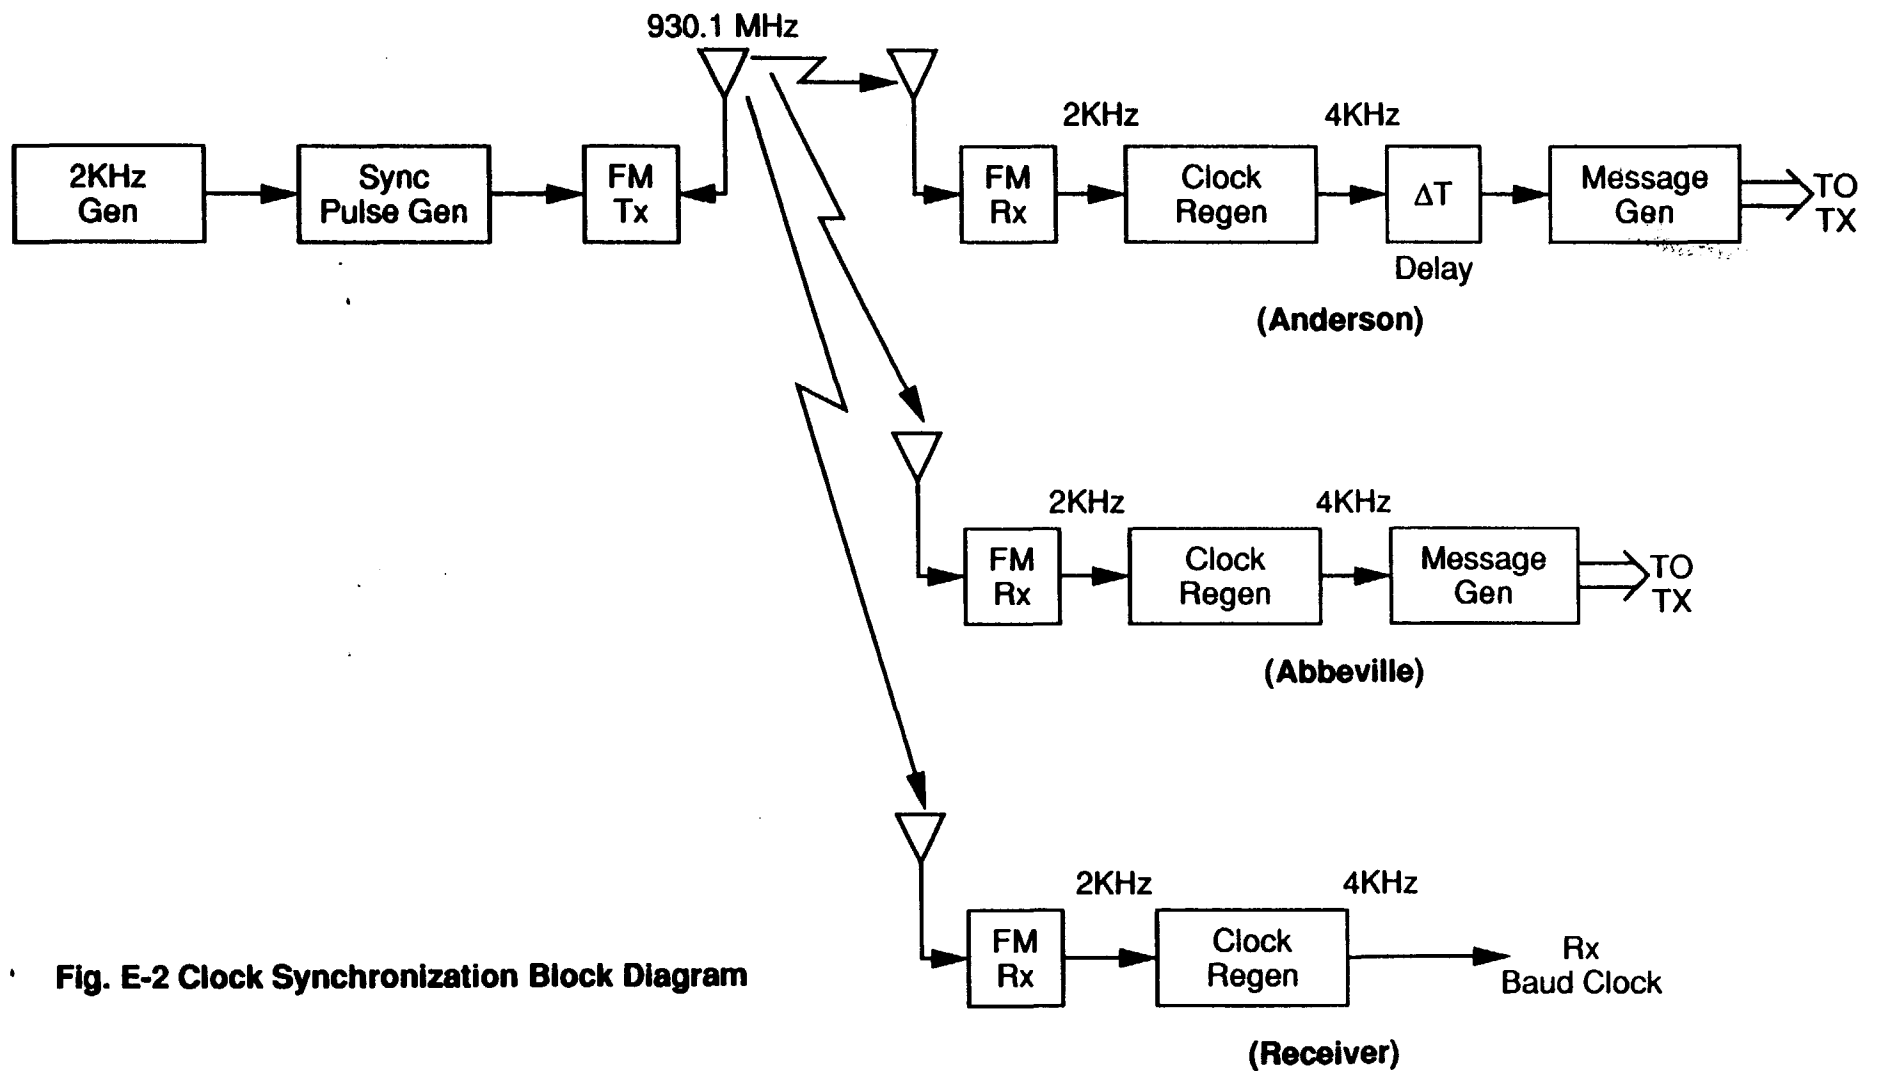 930.1 MHz
2KHz
Gen
Sync
Pulse Gen
FM
Tx
FM
Rx
2KHz
Clock
Regen
4KHz
ΔT
Delay
Message
Gen
TO
TX
(Anderson)
FM
Rx
2KHz
Clock
Regen
4KHz
Message
Gen
TO
TX
(Abbeville)
FM
Rx
2KHz
Clock
Regen
4KHz
Rx
Baud Clock
(Receiver)
Fig. E-2 Clock Synchronization Block Diagram